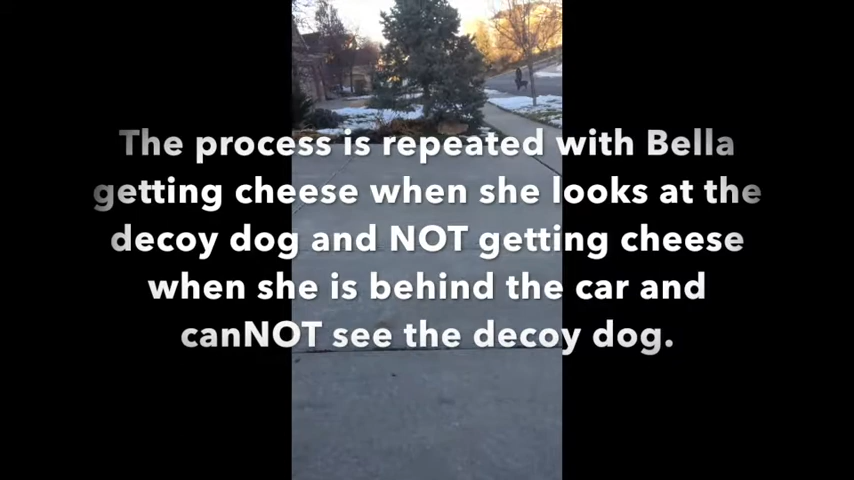 The process is repeated with Bella
getting cheese when she looks at the
decoy dog and NOT getting cheese
when she is behind the car and
canNOT see the decoy dog.